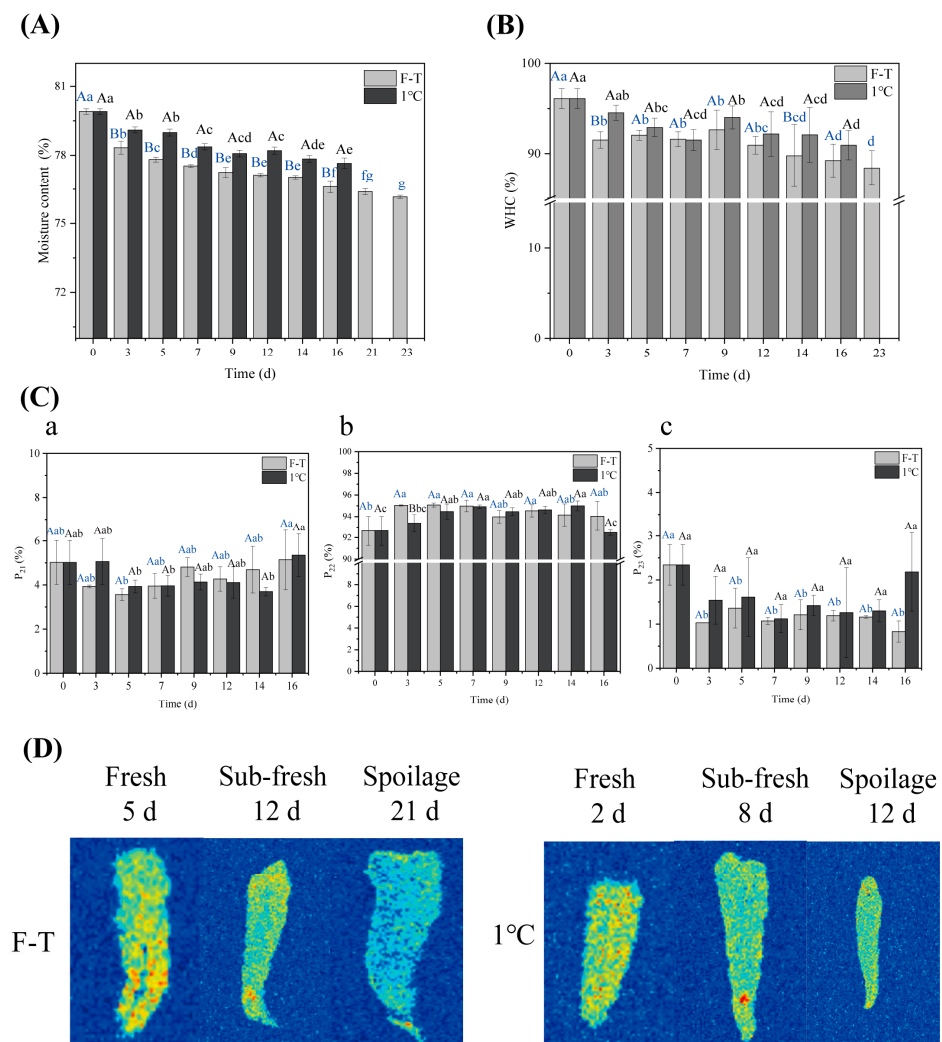 (A)
F-T
1℃
Moisture content (%)
81
78
75
72
Aa Aa
Bb Ab
Bc Ab
Bd Ac
Be Acd
Be Ac
Be Ade
Bf Ae
fg
g
0 3 5 7 9 12 14 16 21 23
Time (d)
(B)
F-T
1℃
WHC (%)
100
90
10
0
Aa Aa
Bb Aab
Ab Abc
Ab Ac
Ab Ab
Abc Acd
Bcd Acd
Ad Ad
d
0 3 5 7 9 12 14 16 23
Time (d)
(C)
a
F-T
1℃
P21 (%)
10
8
6
4
2
0
Aab Aab
Aab Aab
Ab Aab
Aab Ab
Aab Aab
Aab Aab
Aab Ab
Aa Aa
0 3 5 7 9 12 14 16
Time (d)
b
F-T
1℃
P22 (%)
100
98
96
94
92
90
10
8
6
4
2
0
Ab Ac
Aa Bbc
Aa Aab
Aa Aa
Aab Aab
Aa Aab
Aab Aa
Aab Ac
0 3 5 7 9 12 14 16
Time (d)
c
F-T
1℃
P23 (%)
5
4
3
2
1
0
Aa Aa
Ab Aa
Ab Aa
Ab Aa
Ab Aa
Ab Aa
Ab Aa
Ab Aa
0 3 5 7 9 12 14 16
Time (d)
(D)
Fresh Sub-fresh Spoilage
5 d 12 d 21 d
F-T
Fresh Sub-fresh Spoilage
2 d 8 d 12 d
1℃